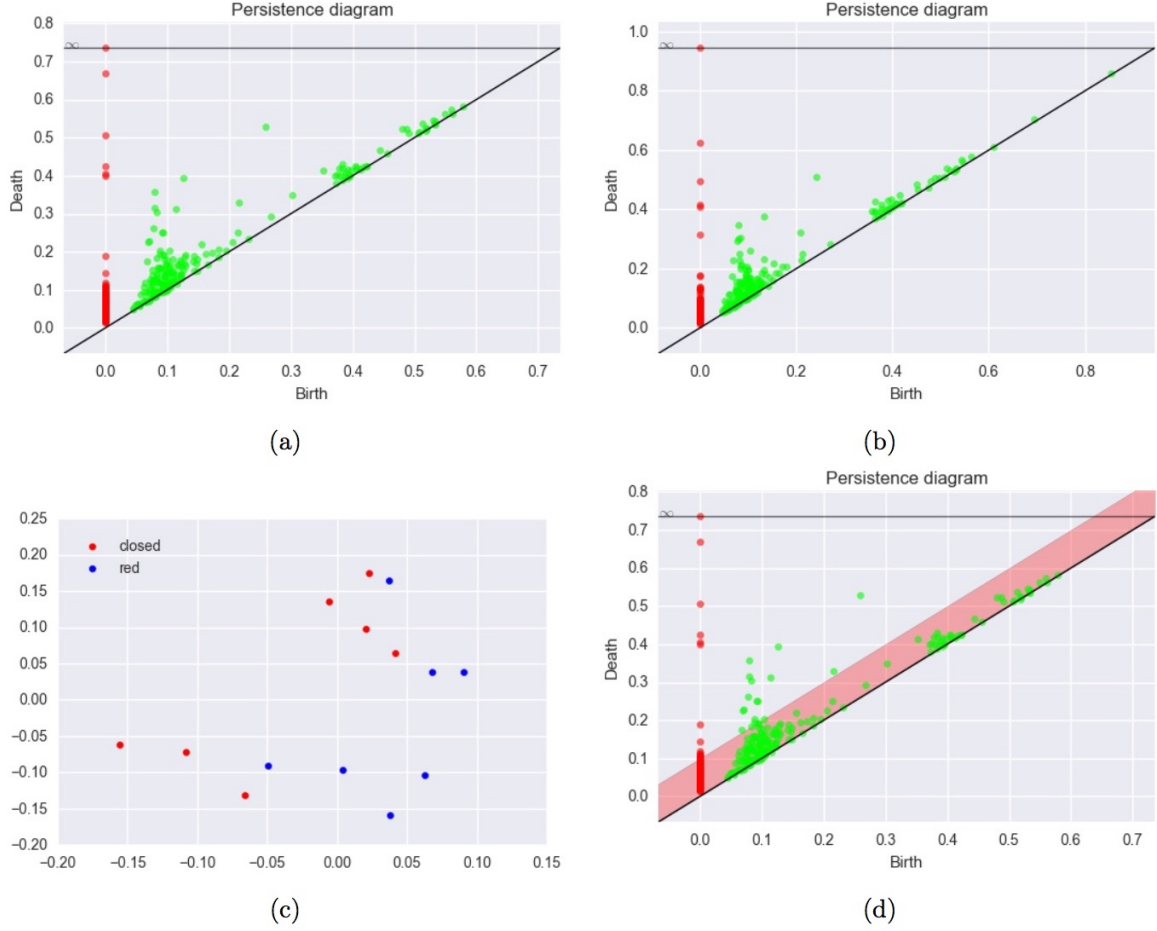 Persistence diagram
0.8
0.7
0.6
0.5
0.4
0.3
0.2
0.1
0.0
∞
Death
0.0 0.1 0.2 0.3 0.4 0.5 0.6 0.7
Birth
(a)
Persistence diagram
1.0
0.8
0.6
0.4
0.2
0.0
∞
Death
0.0 0.2 0.4 0.6 0.8
Birth
(b)
0.25
0.20
0.15
0.10
0.05
0.00
−0.05
−0.10
−0.15
−0.20
closed
red
−0.20 −0.15 −0.10 −0.05 0.00 0.05 0.10 0.15
(c)
Persistence diagram
0.8
0.7
0.6
0.5
0.4
0.3
0.2
0.1
0.0
∞
Death
0.0 0.1 0.2 0.3 0.4 0.5 0.6 0.7
Birth
(d)